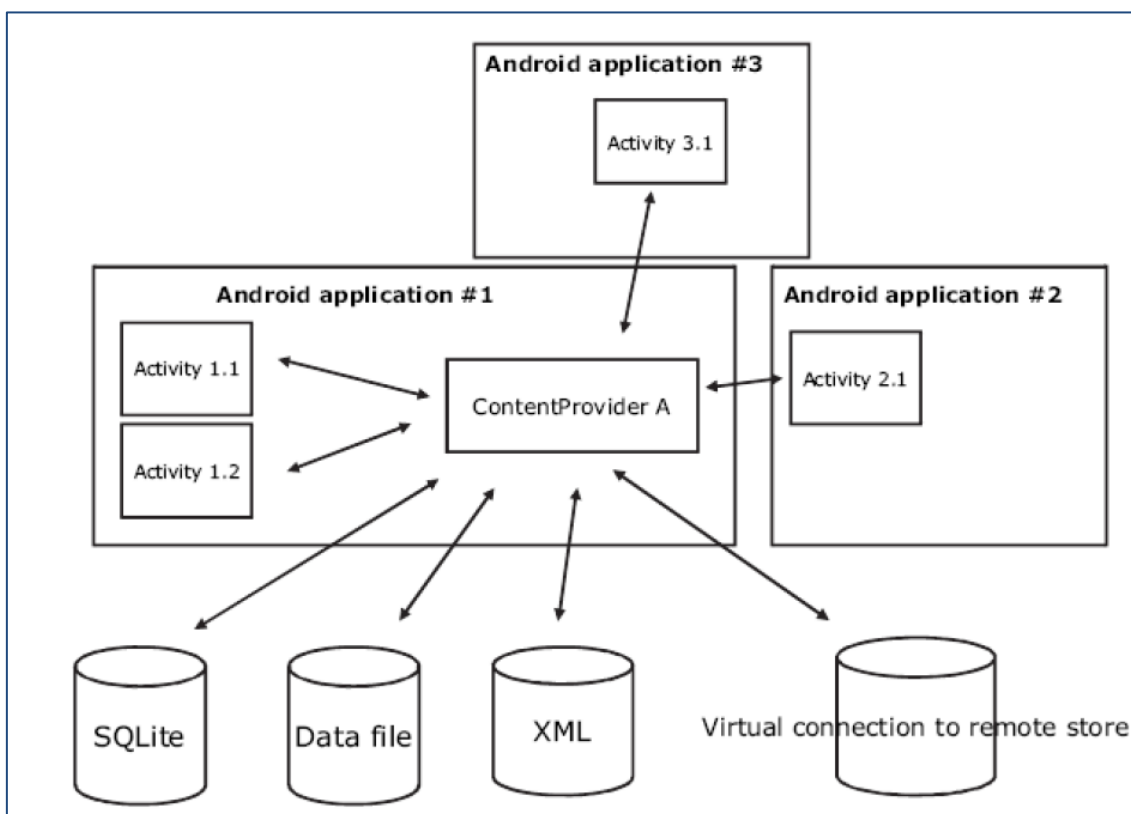 Android application #3
Activity 3.1
Android application #1
Android application #2
Activity 1.1
Activity 2.1
ContentProvider A
Activity 1.2
SQLite
Data file
XML
Virtual connection to remote store